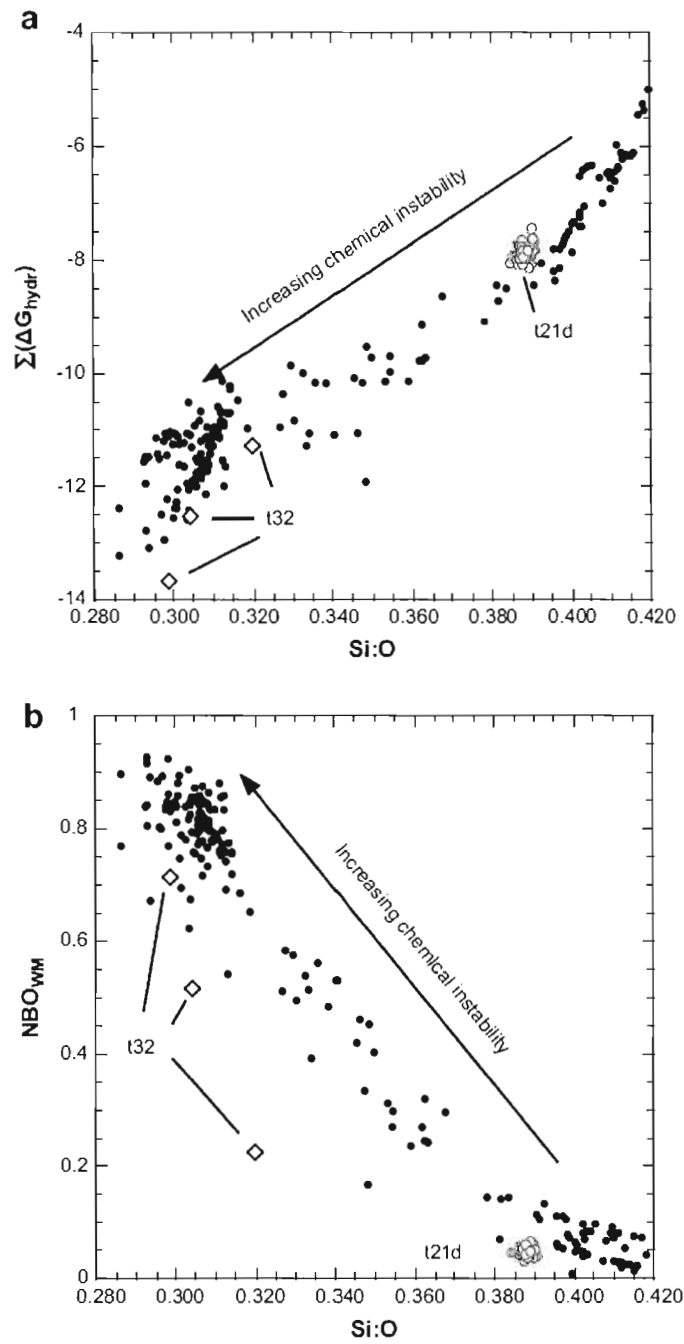 a
-4
-6
-8
-10
-12
-14
Σ(ΔGhydr)
Increasing chemical instability
t21d
t32
0.280 0.300 0.320 0.340 0.360 0.380 0.400 0.420
Si:O
b
1
0.8
0.6
0.4
0.2
0
NBOWM
Increasing chemical instability
t32
t21d
0.280 0.300 0.320 0.340 0.360 0.380 0.400 0.420
Si:O